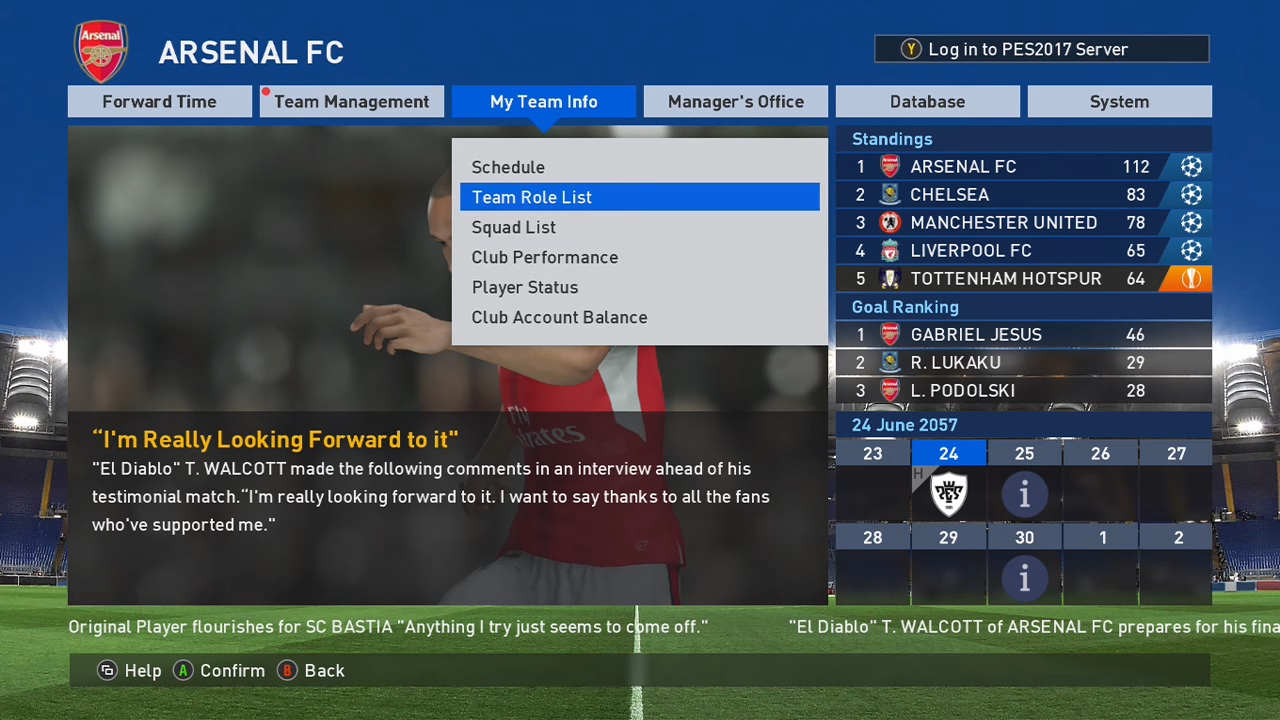 Arsenal
ARSENAL FC
Y Log in to PES2017 Server
Forward Time
Team Management
My Team Info
Manager's Office
Database
System
Schedule
Team Role List
Squad List
Club Performance
Player Status
Club Account Balance
Fly
Emirates
“I'm Really Looking Forward to it"
"El Diablo" T. WALCOTT made the following comments in an interview ahead of his
testimonial match.“I'm really looking forward to it. I want to say thanks to all the fans
who've supported me."
Standings
1 ARSENAL FC 112
2 CHELSEA 83
3 MANCHESTER UNITED 78
4 LIVERPOOL FC 65
5 TOTTENHAM HOTSPUR 64
Goal Ranking
1 GABRIEL JESUS 46
2 R. LUKAKU 29
3 L. PODOLSKI 28
24 June 2057
23 24 25 26 27
H PES i
28 29 30 1 2
i
Original Player flourishes for SC BASTIA "Anything I try just seems to come off."
"El Diablo" T. WALCOTT of ARSENAL FC prepares for his fina
Help A Confirm B Back